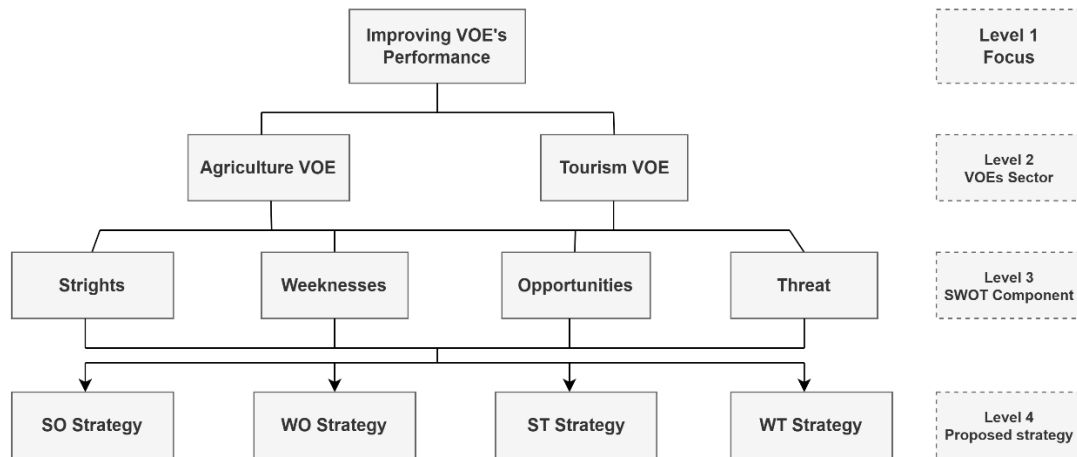 Improving VOE's
Performance
Level 1
Focus
Agriculture VOE
Tourism VOE
Level 2
VOEs Sector
Strights
Weeknesses
Opportunities
Threat
Level 3
SWOT Component
SO Strategy
WO Strategy
ST Strategy
WT Strategy
Level 4
Proposed strategy